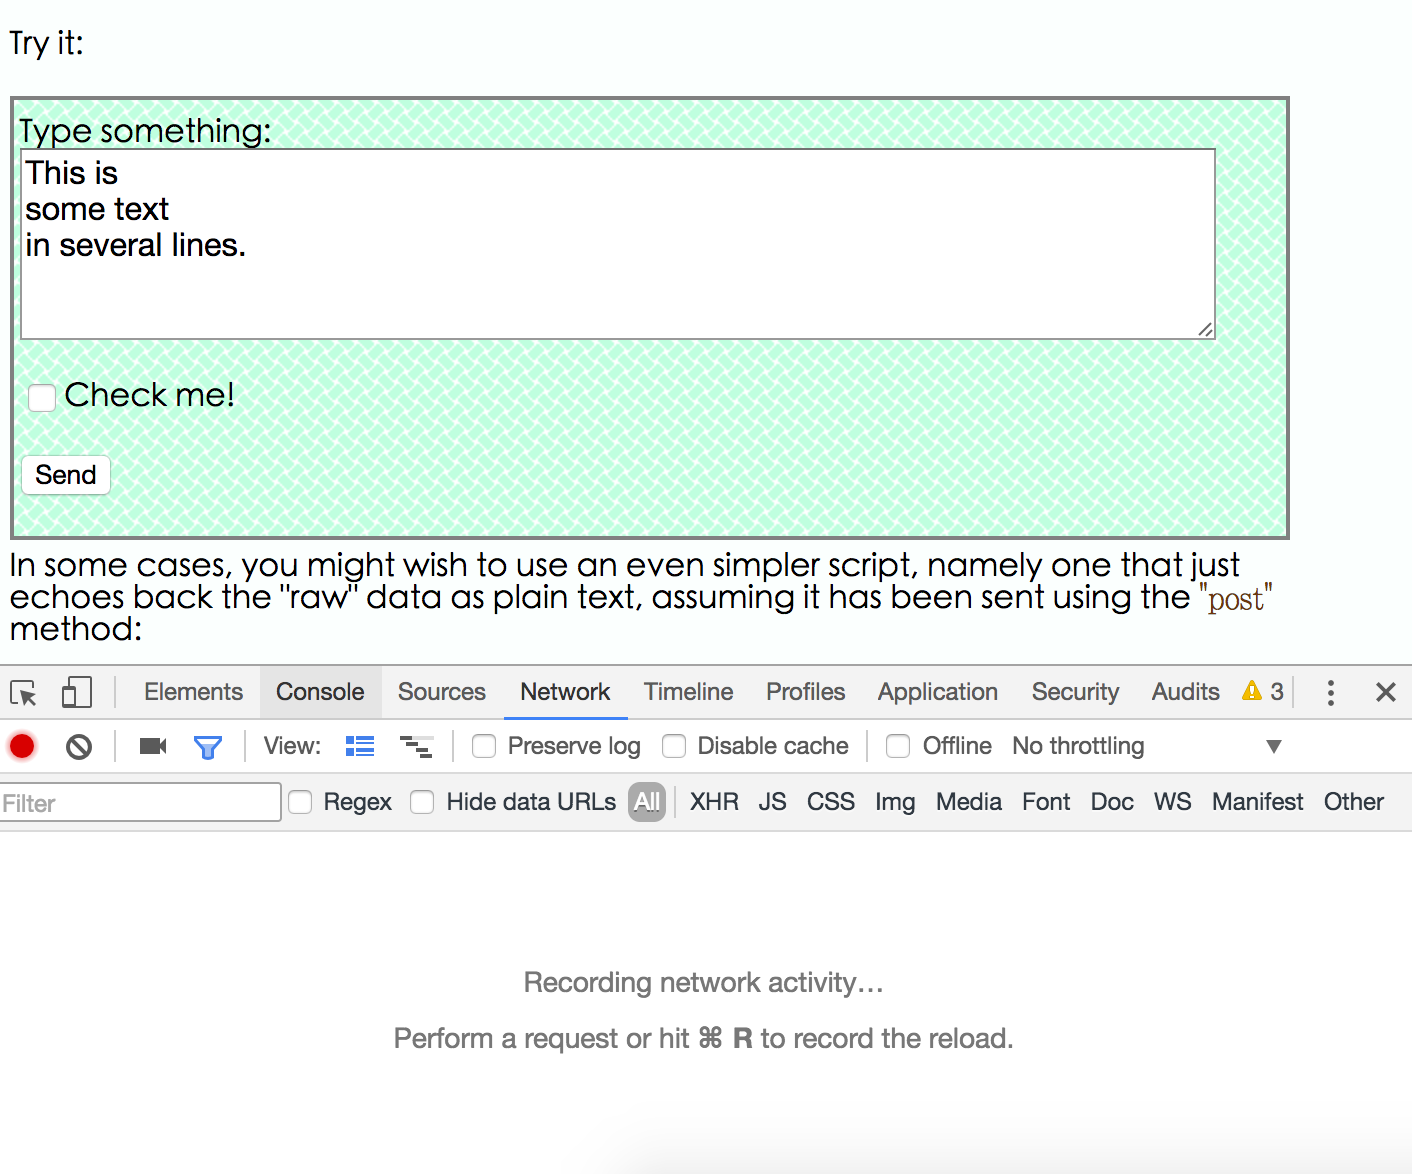 Try it:
Type something:
This is
some text
in several lines.
Check me!
Send
In some cases, you might wish to use an even simpler script, namely one that just
echoes back the "raw" data as plain text, assuming it has been sent using the "post"
method:
Elements Console Sources Network Timeline Profiles Application Security Audits 3
View: Preserve log Disable cache Offline No throttling
Filter Regex Hide data URLs All XHR JS CSS Img Media Font Doc WS Manifest Other
Recording network activity…
Perform a request or hit ⌘ R to record the reload.